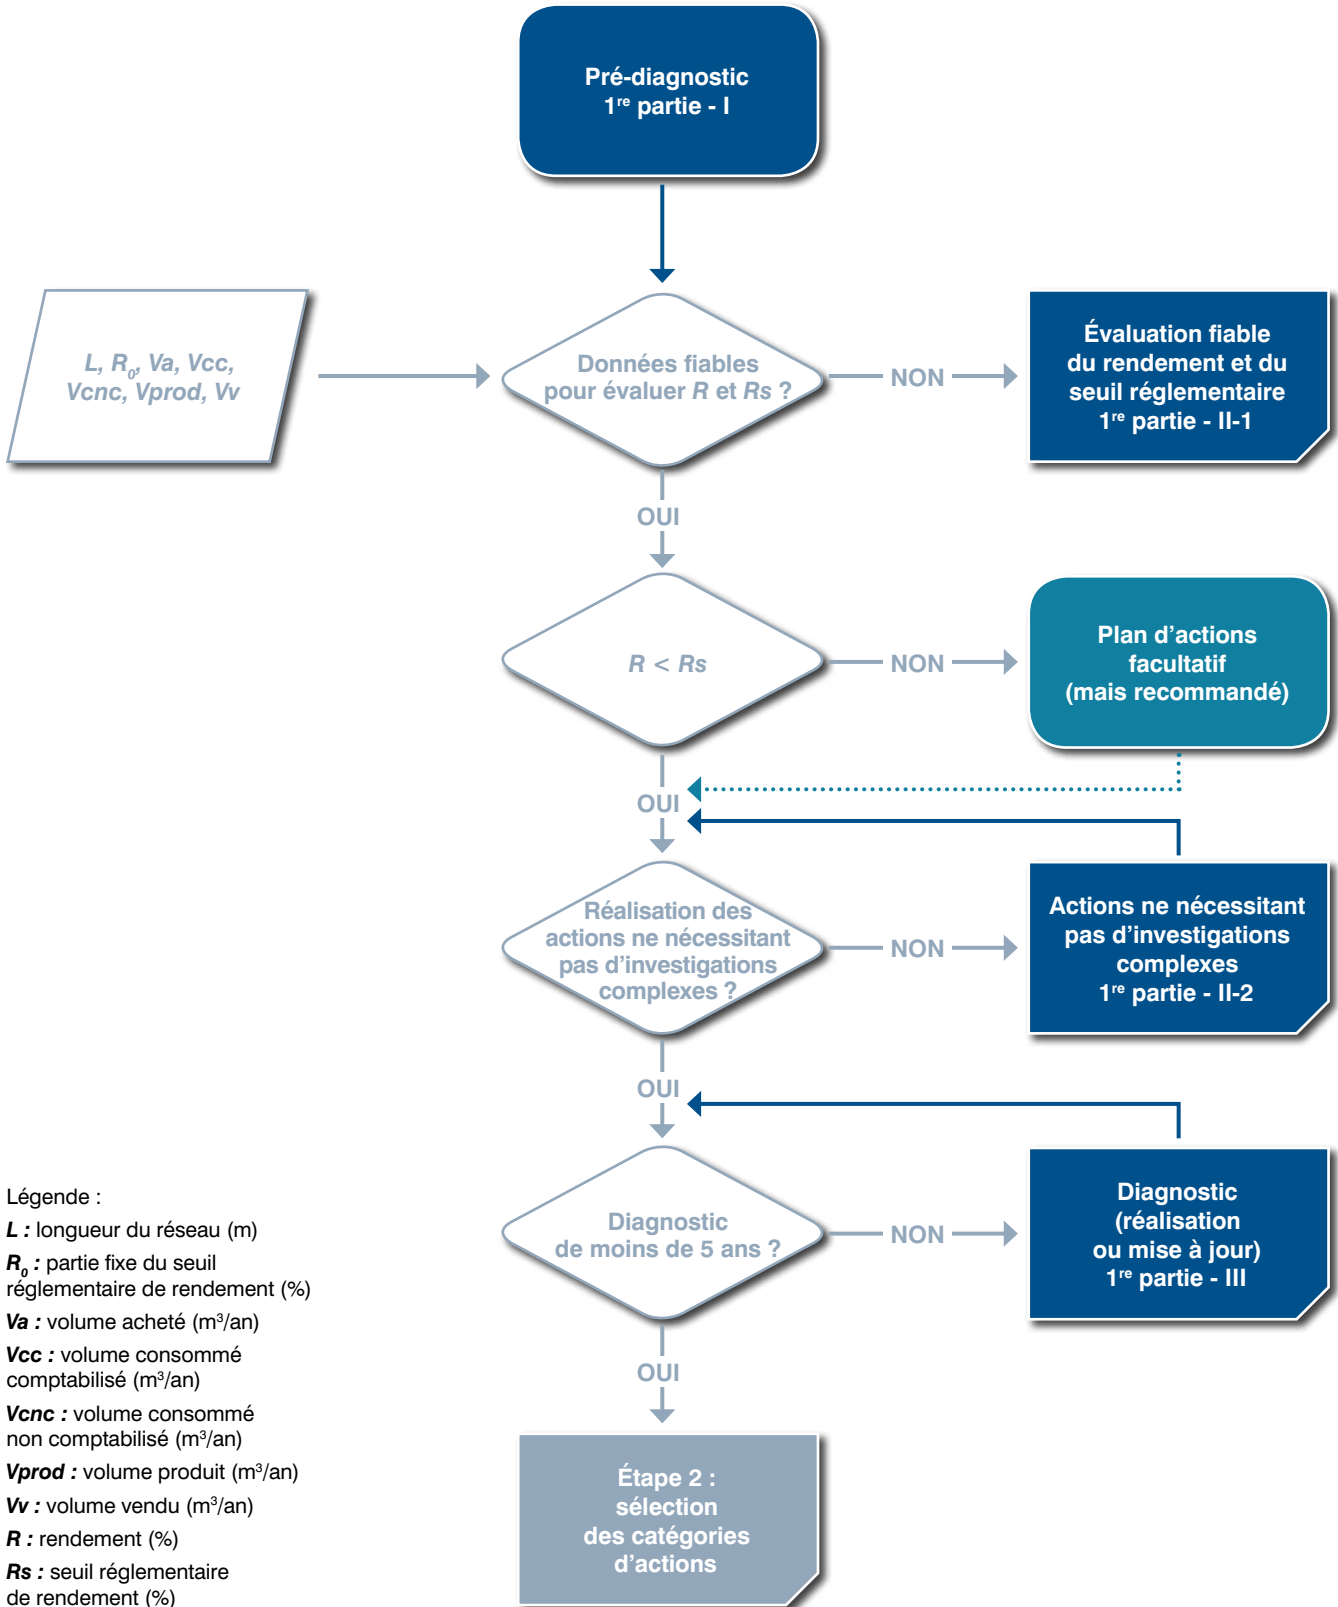 Pré-diagnostic
1re partie - I
L, R0, Va, Vcc,
Vcnc, Vprod, Vv
Données fiables
pour évaluer R et Rs ?
NON
Évaluation fiable
du rendement et du
seuil réglementaire
1re partie - II-1
OUI
R < Rs
NON
Plan d’actions
facultatif
(mais recommandé)
OUI
Réalisation des
actions ne nécessitant
pas d’investigations
complexes ?
NON
Actions ne nécessitant
pas d’investigations
complexes
1re partie - II-2
OUI
Diagnostic
de moins de 5 ans ?
NON
Diagnostic
(réalisation
ou mise à jour)
1re partie - III
OUI
Étape 2 :
sélection
des catégories
d’actions
Légende :
L : longueur du réseau (m)
R0 : partie fixe du seuil
réglementaire de rendement (%)
Va : volume acheté (m³/an)
Vcc : volume consommé
comptabilisé (m³/an)
Vcnc : volume consommé
non comptabilisé (m³/an)
Vprod : volume produit (m³/an)
Vv : volume vendu (m³/an)
R : rendement (%)
Rs : seuil réglementaire
de rendement (%)